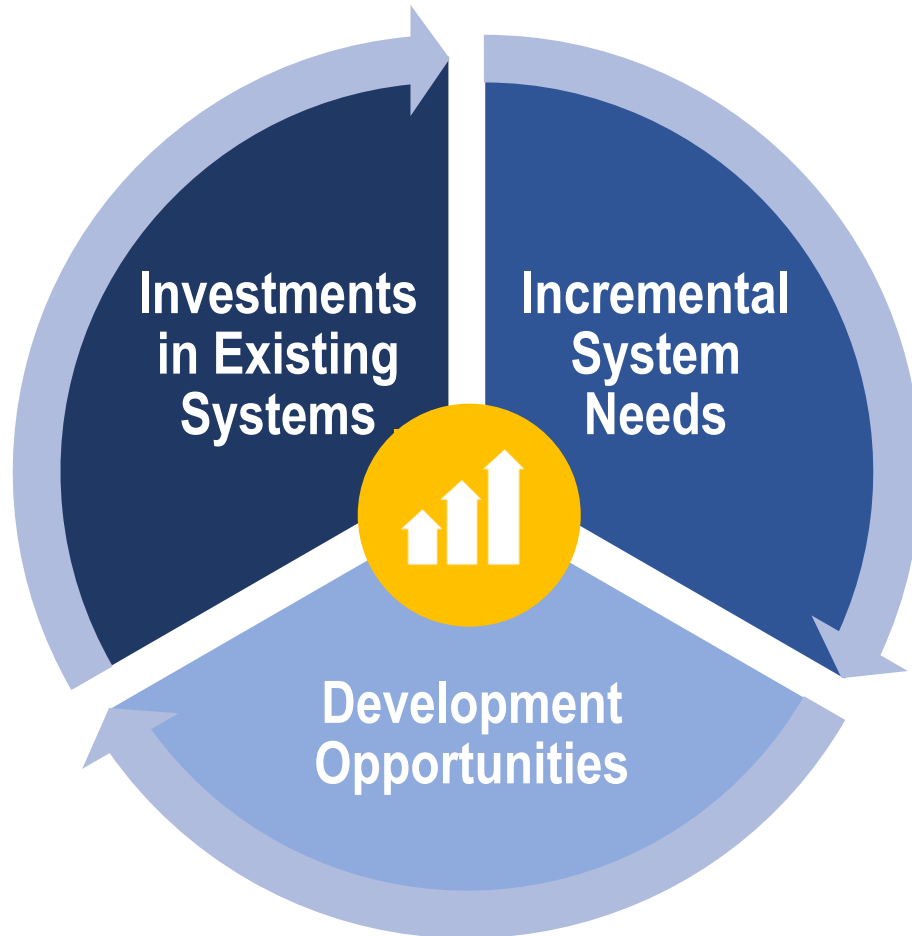 Investments
in Existing
Systems
Incremental
System
Needs
Development
Opportunities